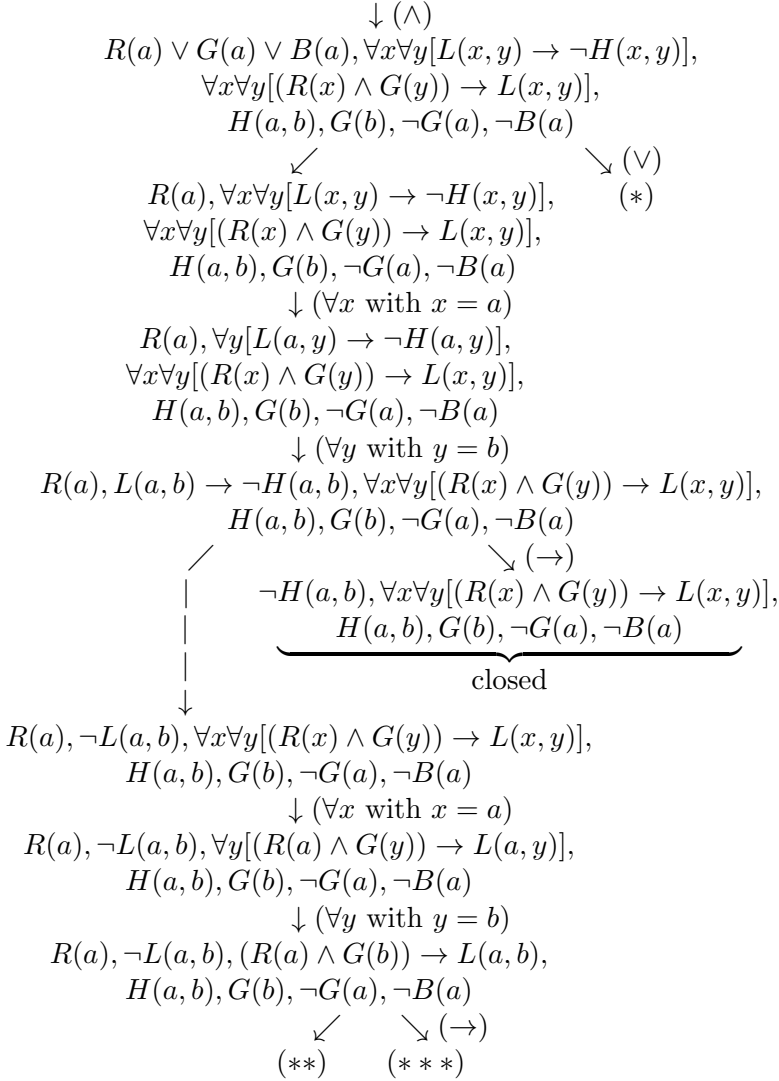 ↓ (∧)
R(a) ∨ G(a) ∨ B(a), ∀x∀y[L(x, y) → ¬H(x, y)],
∀x∀y[(R(x) ∧ G(y)) → L(x, y)],
H(a, b), G(b), ¬G(a), ¬B(a)
↙ ↘ (∨)
R(a), ∀x∀y[L(x, y) → ¬H(x, y)], (∗)
∀x∀y[(R(x) ∧ G(y)) → L(x, y)],
H(a, b), G(b), ¬G(a), ¬B(a)
↓ (∀x with x = a)
R(a), ∀y[L(a, y) → ¬H(a, y)],
∀x∀y[(R(x) ∧ G(y)) → L(x, y)],
H(a, b), G(b), ¬G(a), ¬B(a)
↓ (∀y with y = b)
R(a), L(a, b) → ¬H(a, b), ∀x∀y[(R(x) ∧ G(y)) → L(x, y)],
H(a, b), G(b), ¬G(a), ¬B(a)
↘ (→)
¬H(a, b), ∀x∀y[(R(x) ∧ G(y)) → L(x, y)],
H(a, b), G(b), ¬G(a), ¬B(a)
closed
↓
R(a), ¬L(a, b), ∀x∀y[(R(x) ∧ G(y)) → L(x, y)],
H(a, b), G(b), ¬G(a), ¬B(a)
↓ (∀x with x = a)
R(a), ¬L(a, b), ∀y[(R(a) ∧ G(y)) → L(a, y)],
H(a, b), G(b), ¬G(a), ¬B(a)
↓ (∀y with y = b)
R(a), ¬L(a, b), (R(a) ∧ G(b)) → L(a, b),
H(a, b), G(b), ¬G(a), ¬B(a)
↙ ↘ (→)
(∗∗) (∗ ∗ ∗)